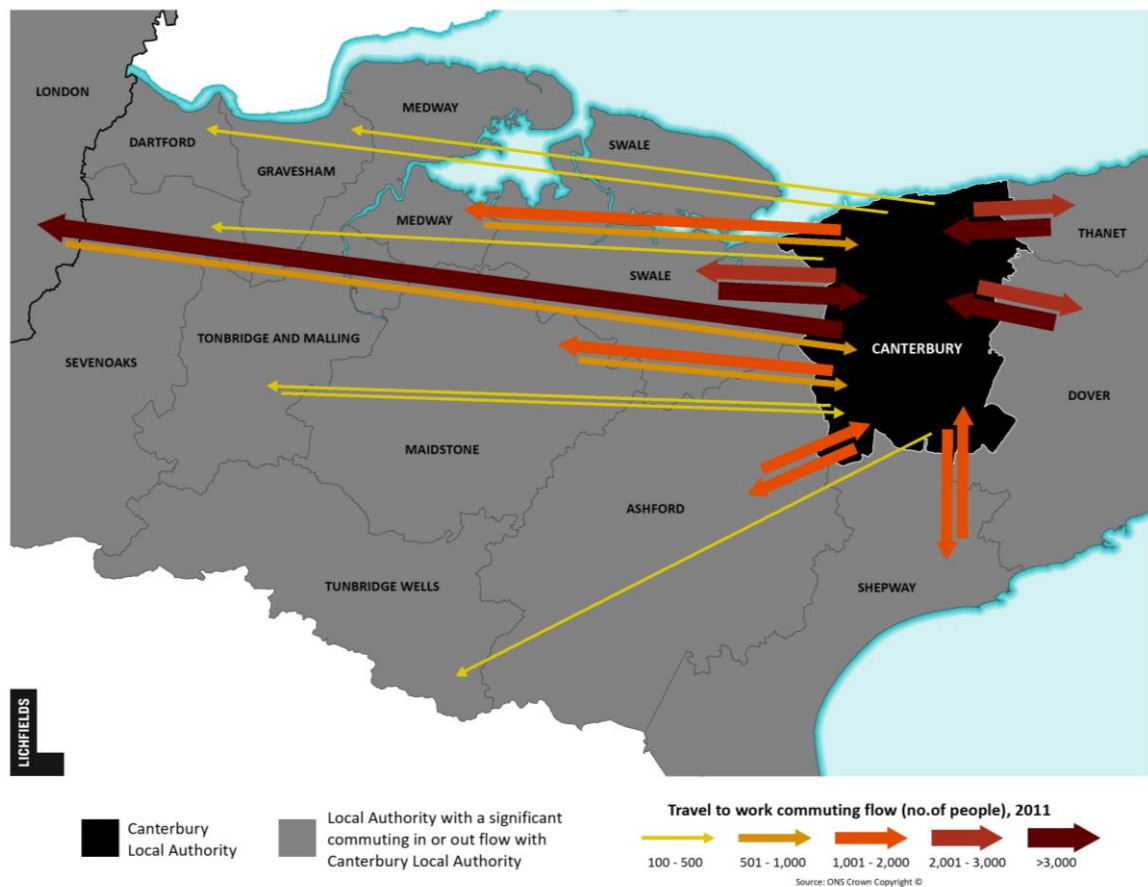 LONDON
MEDWAY
DARTFORD
SWALE
GRAVESHAM
MEDWAY
THANET
SWALE
TONBRIDGE AND MALLING
CANTERBURY
SEVENOAKS
DOVER
MAIDSTONE
ASHFORD
TUNBRIDGE WELLS
SHEPWAY
LICHFIELDS
Canterbury
Local Authority
Local Authority with a significant
commuting in or out flow with
Canterbury Local Authority
Travel to work commuting flow (no.of people), 2011
100 - 500
501 - 1,000
1,001 - 2,000
2,001 - 3,000
>3,000
Source: ONS Crown Copyright ©